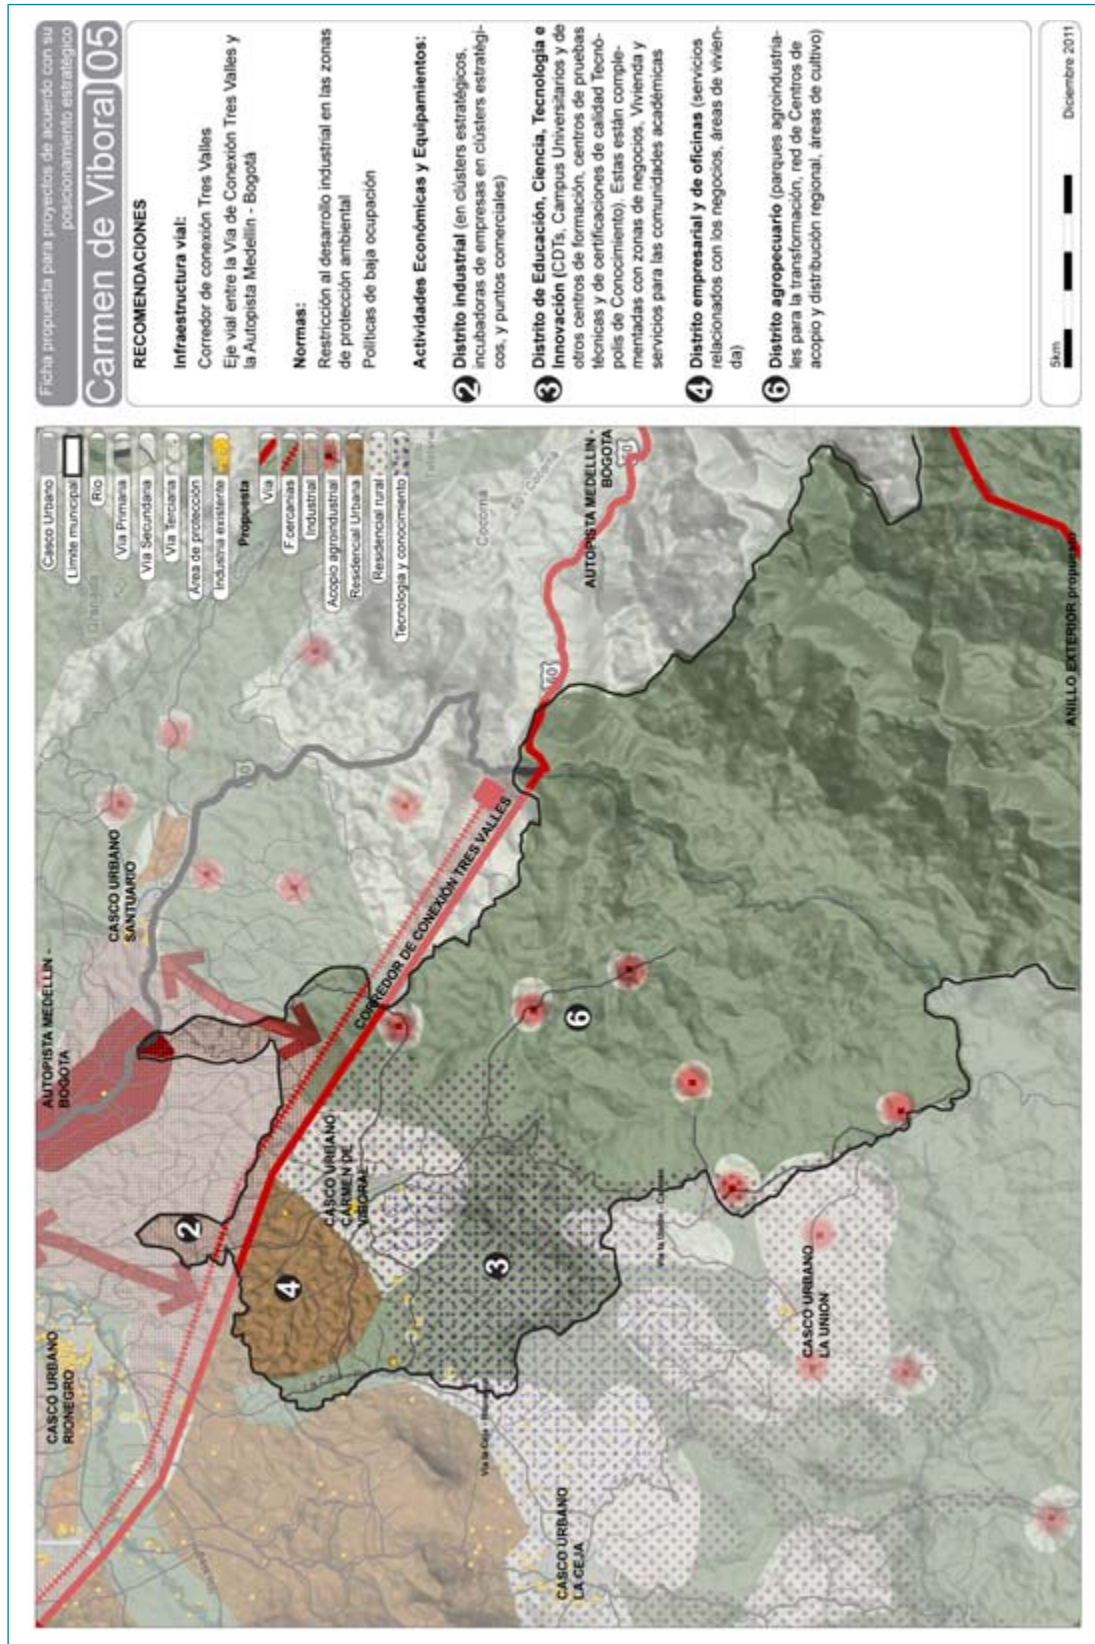 Ficha propuesta para proyectos de acuerdo con su
posicionamiento estratégico
Carmen de Viboral 05
RECOMENDACIONES
Infraestructura vial:
Corredor de conexión Tres Valles
Eje vial entre la Via de Conexión Tres Valles y
la Autopista Medellín - Bogotá
Normas:
Restricción al desarrollo industrial en las zonas
de protección ambiental
Políticas de baja ocupación
Actividades Económicas y Equipamientos:
2 Distrito industrial (en clústers estratégicos,
incubadoras de empresas en clústers estratégi-
cos, y puntos comerciales)
3 Distrito de Educación, Ciencia, Tecnología e
Innovación (CDTs, Campus Universitarios y de
otros centros de formación, centros de pruebas
técnicas y de certificaciones de calidad Tecnó-
polis de Conocimiento). Estas están comple-
mentadas con zonas de negocios, Vivienda y
servicios para las comunidades académicas
4 Distrito empresarial y de oficinas (servicios
relacionados con los negocios, áreas de vivien-
da)
6 Distrito agropecuario (parques agroindustria-
les para la transformación, red de Centros de
acopio y distribución regional, áreas de cultivo)
5km
Diciembre 2011
Casco Urbano
Límite municipal
Río
Vía Primaria
Vía Secundaria
Vía Terciaria
Área de protección
Industria existente
Propuesta
Vía
F cercanías
Industrial
Acopio agroindustrial
Residencial Urbana
Residencial rural
Tecnología y conocimiento
Granada
Cocorná
AUTOPISTA MEDELLIN -
BOGOTA
60
AUTOPISTA MEDELLIN -
BOGOTA
60
CASCO URBANO
SANTUARIO
CORREDOR DE CONEXIÓN TRES VALLES
ANILLO EXTERIOR propuesto
CASCO URBANO
RIONEGRO
CASCO URBANO
CARMEN DE
VIBORAL
2
4
3
6
CASCO URBANO
LA UNION
CASCO URBANO
LA CEJA